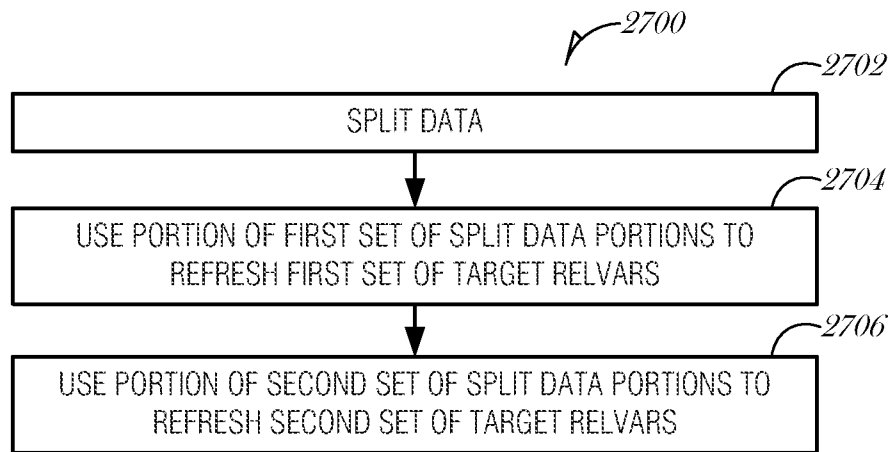 2700
2702
SPLIT DATA
2704
USE PORTION OF FIRST SET OF SPLIT DATA PORTIONS TO
REFRESH FIRST SET OF TARGET RELVARS
2706
USE PORTION OF SECOND SET OF SPLIT DATA PORTIONS TO
REFRESH SECOND SET OF TARGET RELVARS